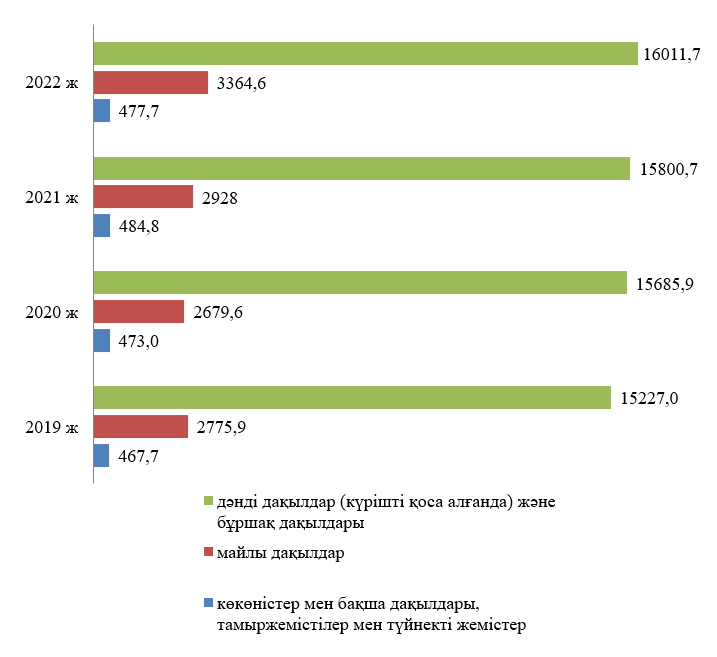 16011,7
2022 ж
3364,6
477,7
15800,7
2021 ж
2928
484,8
15685,9
2020 ж
2679,6
473,0
15227,0
2019 ж
2775,9
467,7
дәнді дақылдар (күрішті қоса алғанда) және
бұршақ дақылдары
майлы дақылдар
көкөністер мен бақша дақылдары,
тамыржемістілер мен түйнекті жемістер